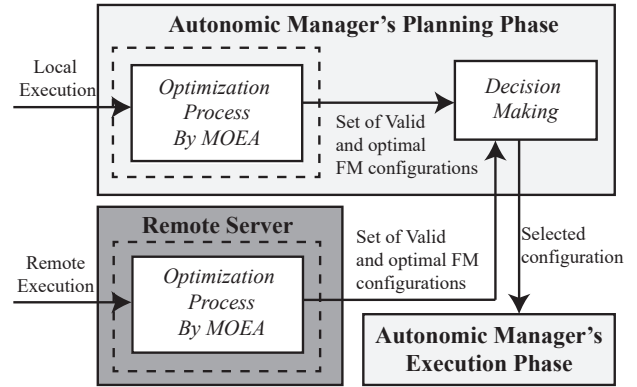 Autonomic Manager's Planning Phase
Local
Execution
Optimization
Process
By MOEA
Decision
Making
Set of Valid
and optimal
FM configurations
Remote Server
Remote
Execution
Optimization
Process
By MOEA
Set of Valid
and optimal FM
configurations
Selected
configuration
Autonomic Manager's
Execution Phase